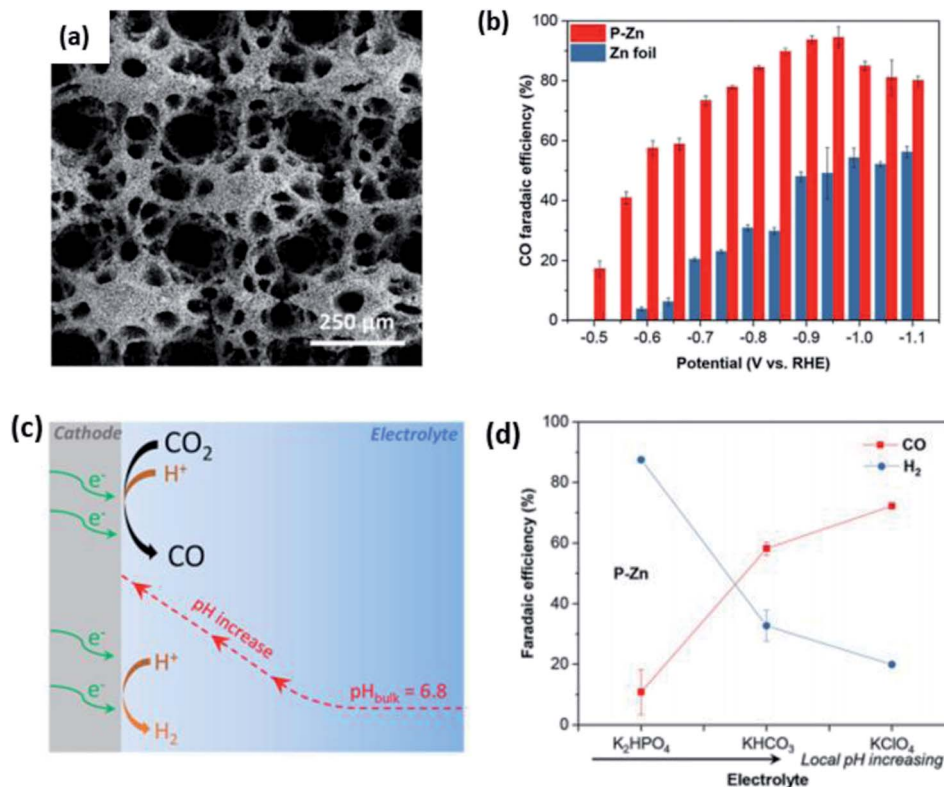 (a)
250 μm
(b)
P-Zn
Zn foil
CO faradaic efficiency (%)
100
80
60
40
20
0
-0.5 -0.6 -0.7 -0.8 -0.9 -1.0 -1.1
Potential (V vs. RHE)
(c)
Cathode
Electrolyte
CO₂
H⁺
e⁻
e⁻
CO
pH increase
e⁻
H⁺
e⁻
pH_bulk = 6.8
H₂
(d)
CO
H₂
Faradaic efficiency (%)
100
80
60
40
20
0
P-Zn
K₂HPO₄ KHCO₃ KClO₄
Local pH increasing
Electrolyte